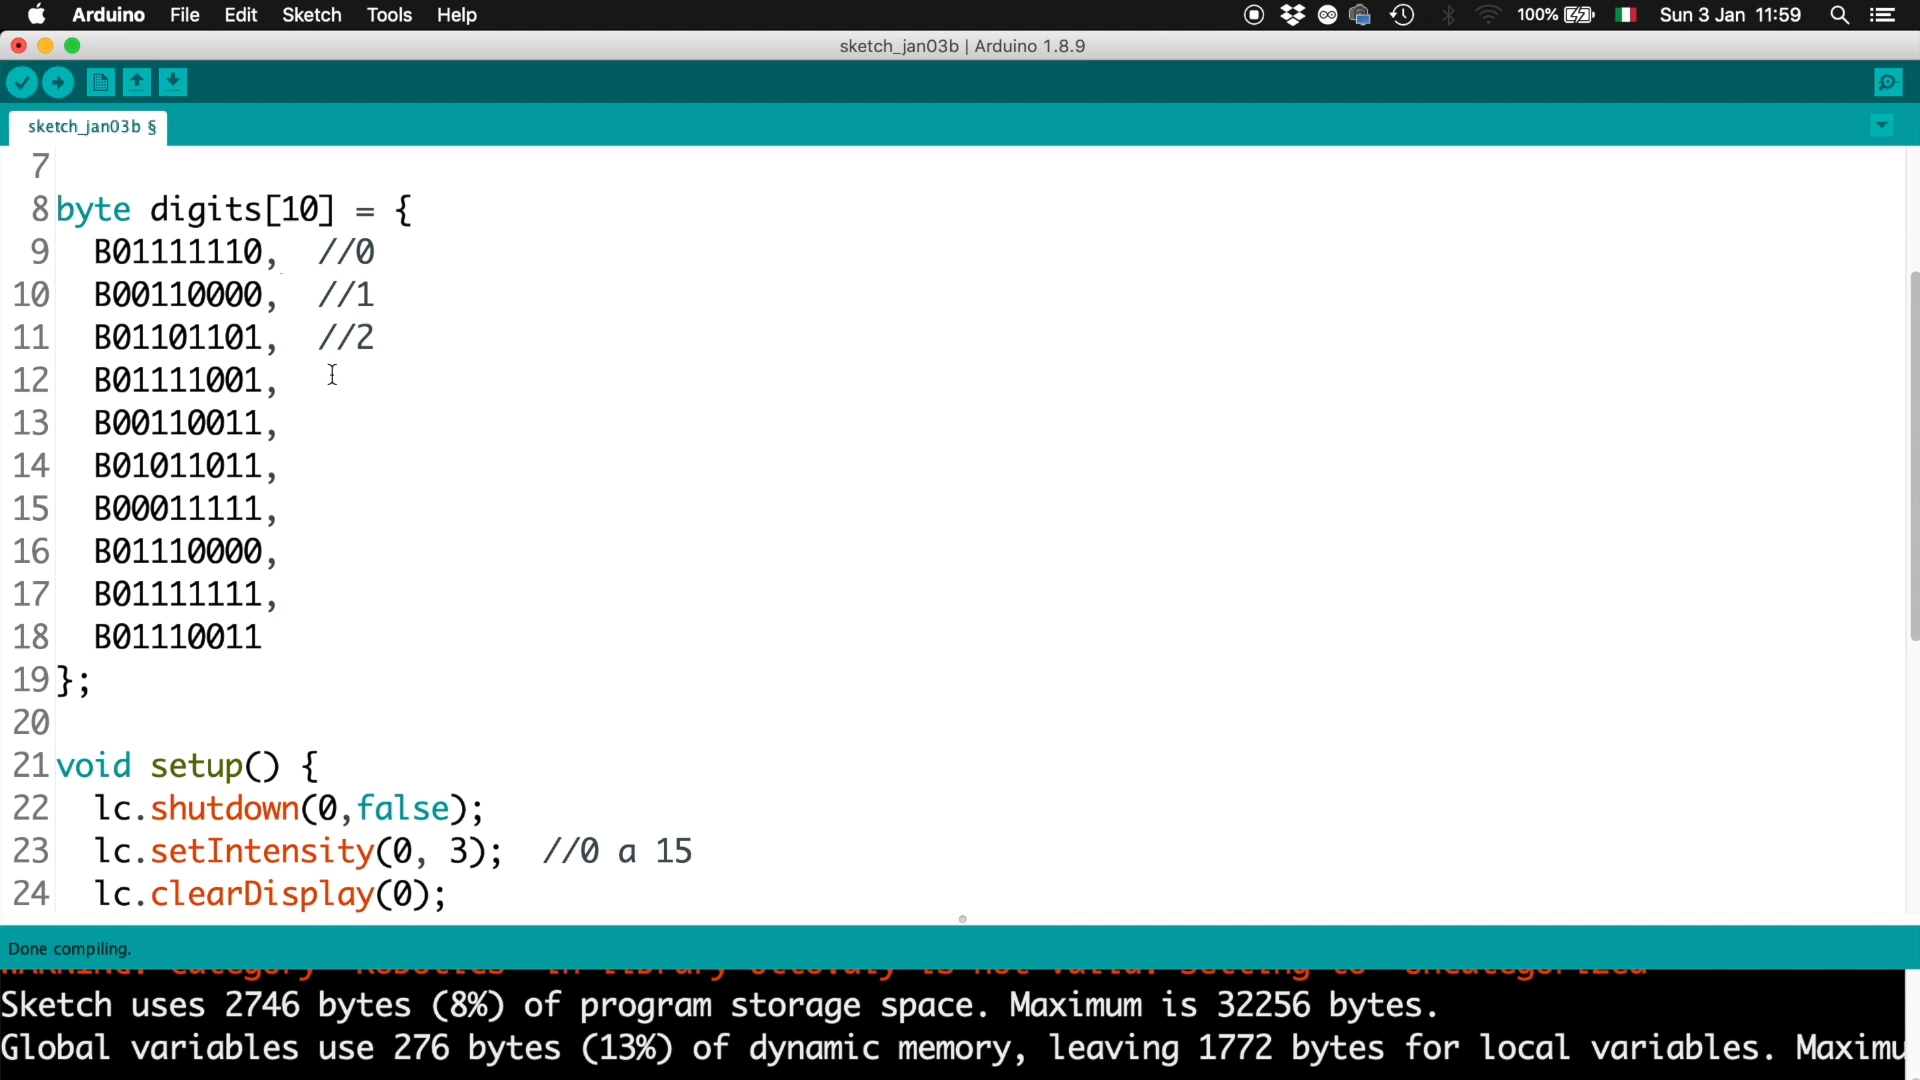 Arduino File Edit Sketch Tools Help 100% Sun 3 Jan 11:59
sketch_jan03b | Arduino 1.8.9
sketch_jan03b §
7
8 byte digits[10] = {
9 B01111110, //0
10 B00110000, //1
11 B01101101, //2
12 B01111001,
13 B00110011,
14 B01011011,
15 B00011111,
16 B01110000,
17 B01111111,
18 B01110011
19 };
20
21 void setup() {
22 lc.shutdown(0,false);
23 lc.setIntensity(0, 3); //0 a 15
24 lc.clearDisplay(0);
Done compiling.
Sketch uses 2746 bytes (8%) of program storage space. Maximum is 32256 bytes.
Global variables use 276 bytes (13%) of dynamic memory, leaving 1772 bytes for local variables. Maximu